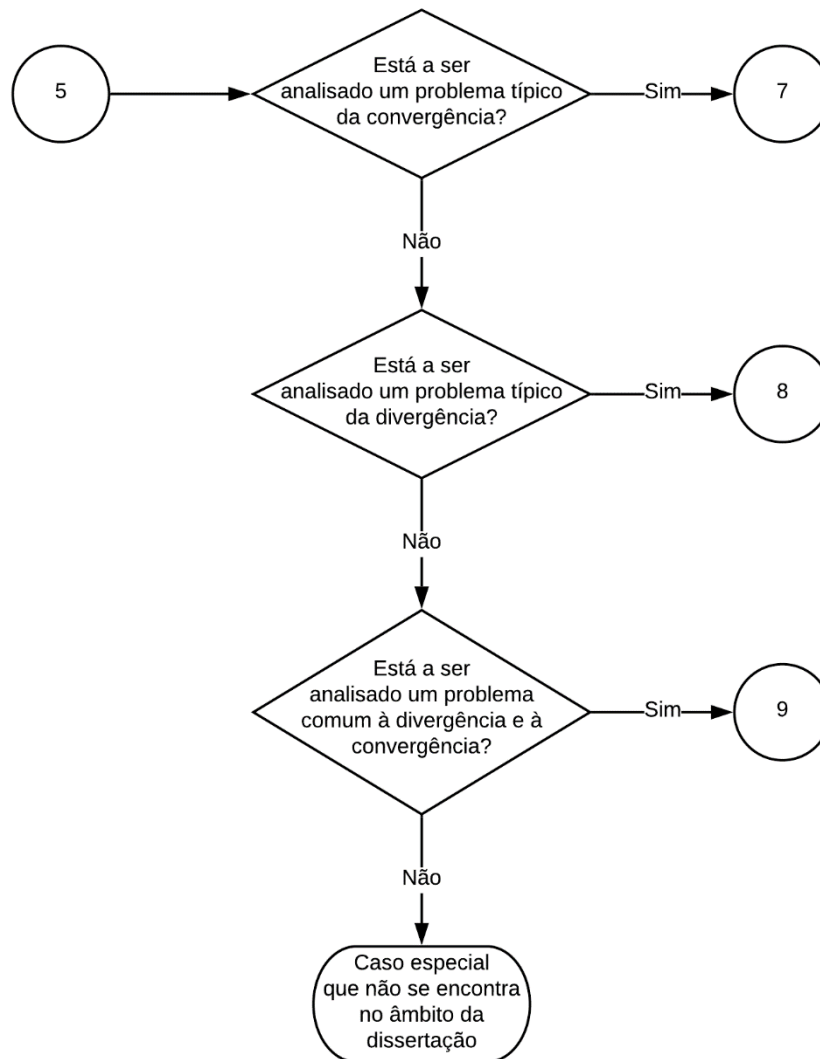 5
Está a ser
analisado um problema típico
da convergência?
Sim
7
Não
Está a ser
analisado um problema típico
da divergência?
Sim
8
Não
Está a ser
analisado um problema
comum à divergência e à
convergência?
Sim
9
Não
Caso especial
que não se encontra
no âmbito da
dissertação